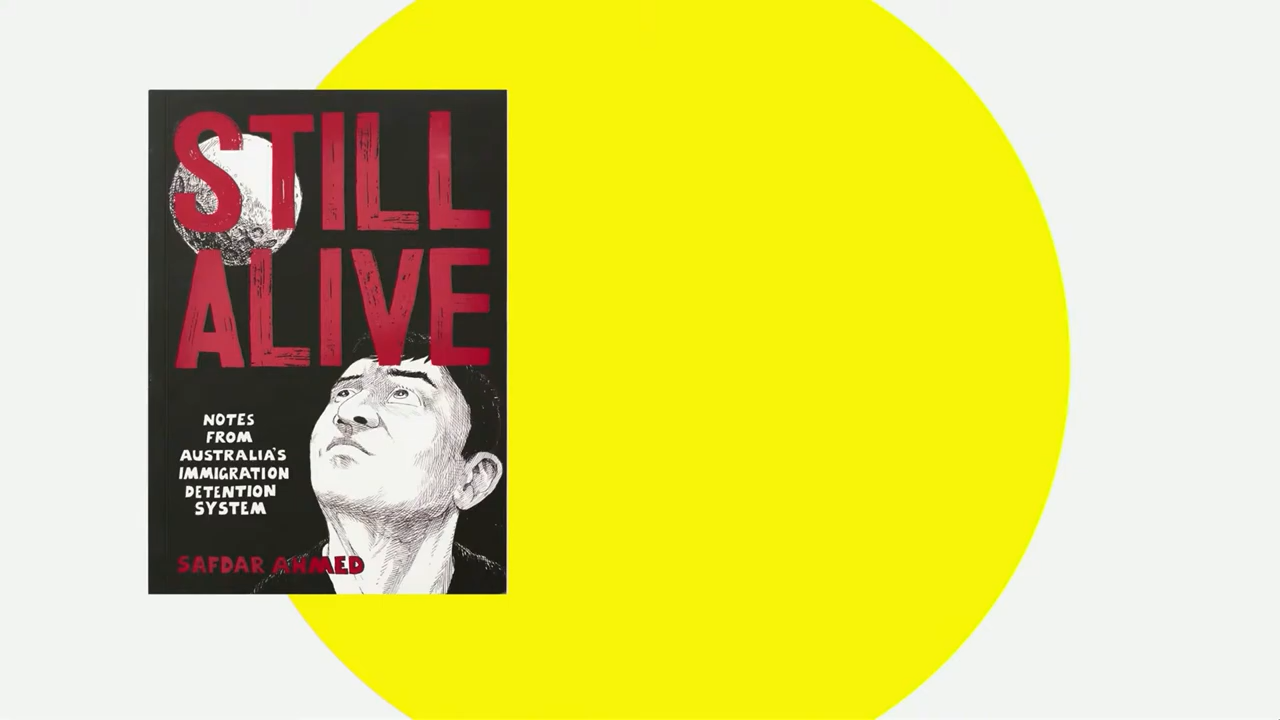 STILL
ALIVE
NOTES
FROM
AUSTRALIA'S
IMMIGRATION
DETENTION
SYSTEM
SAFDAR AHMED